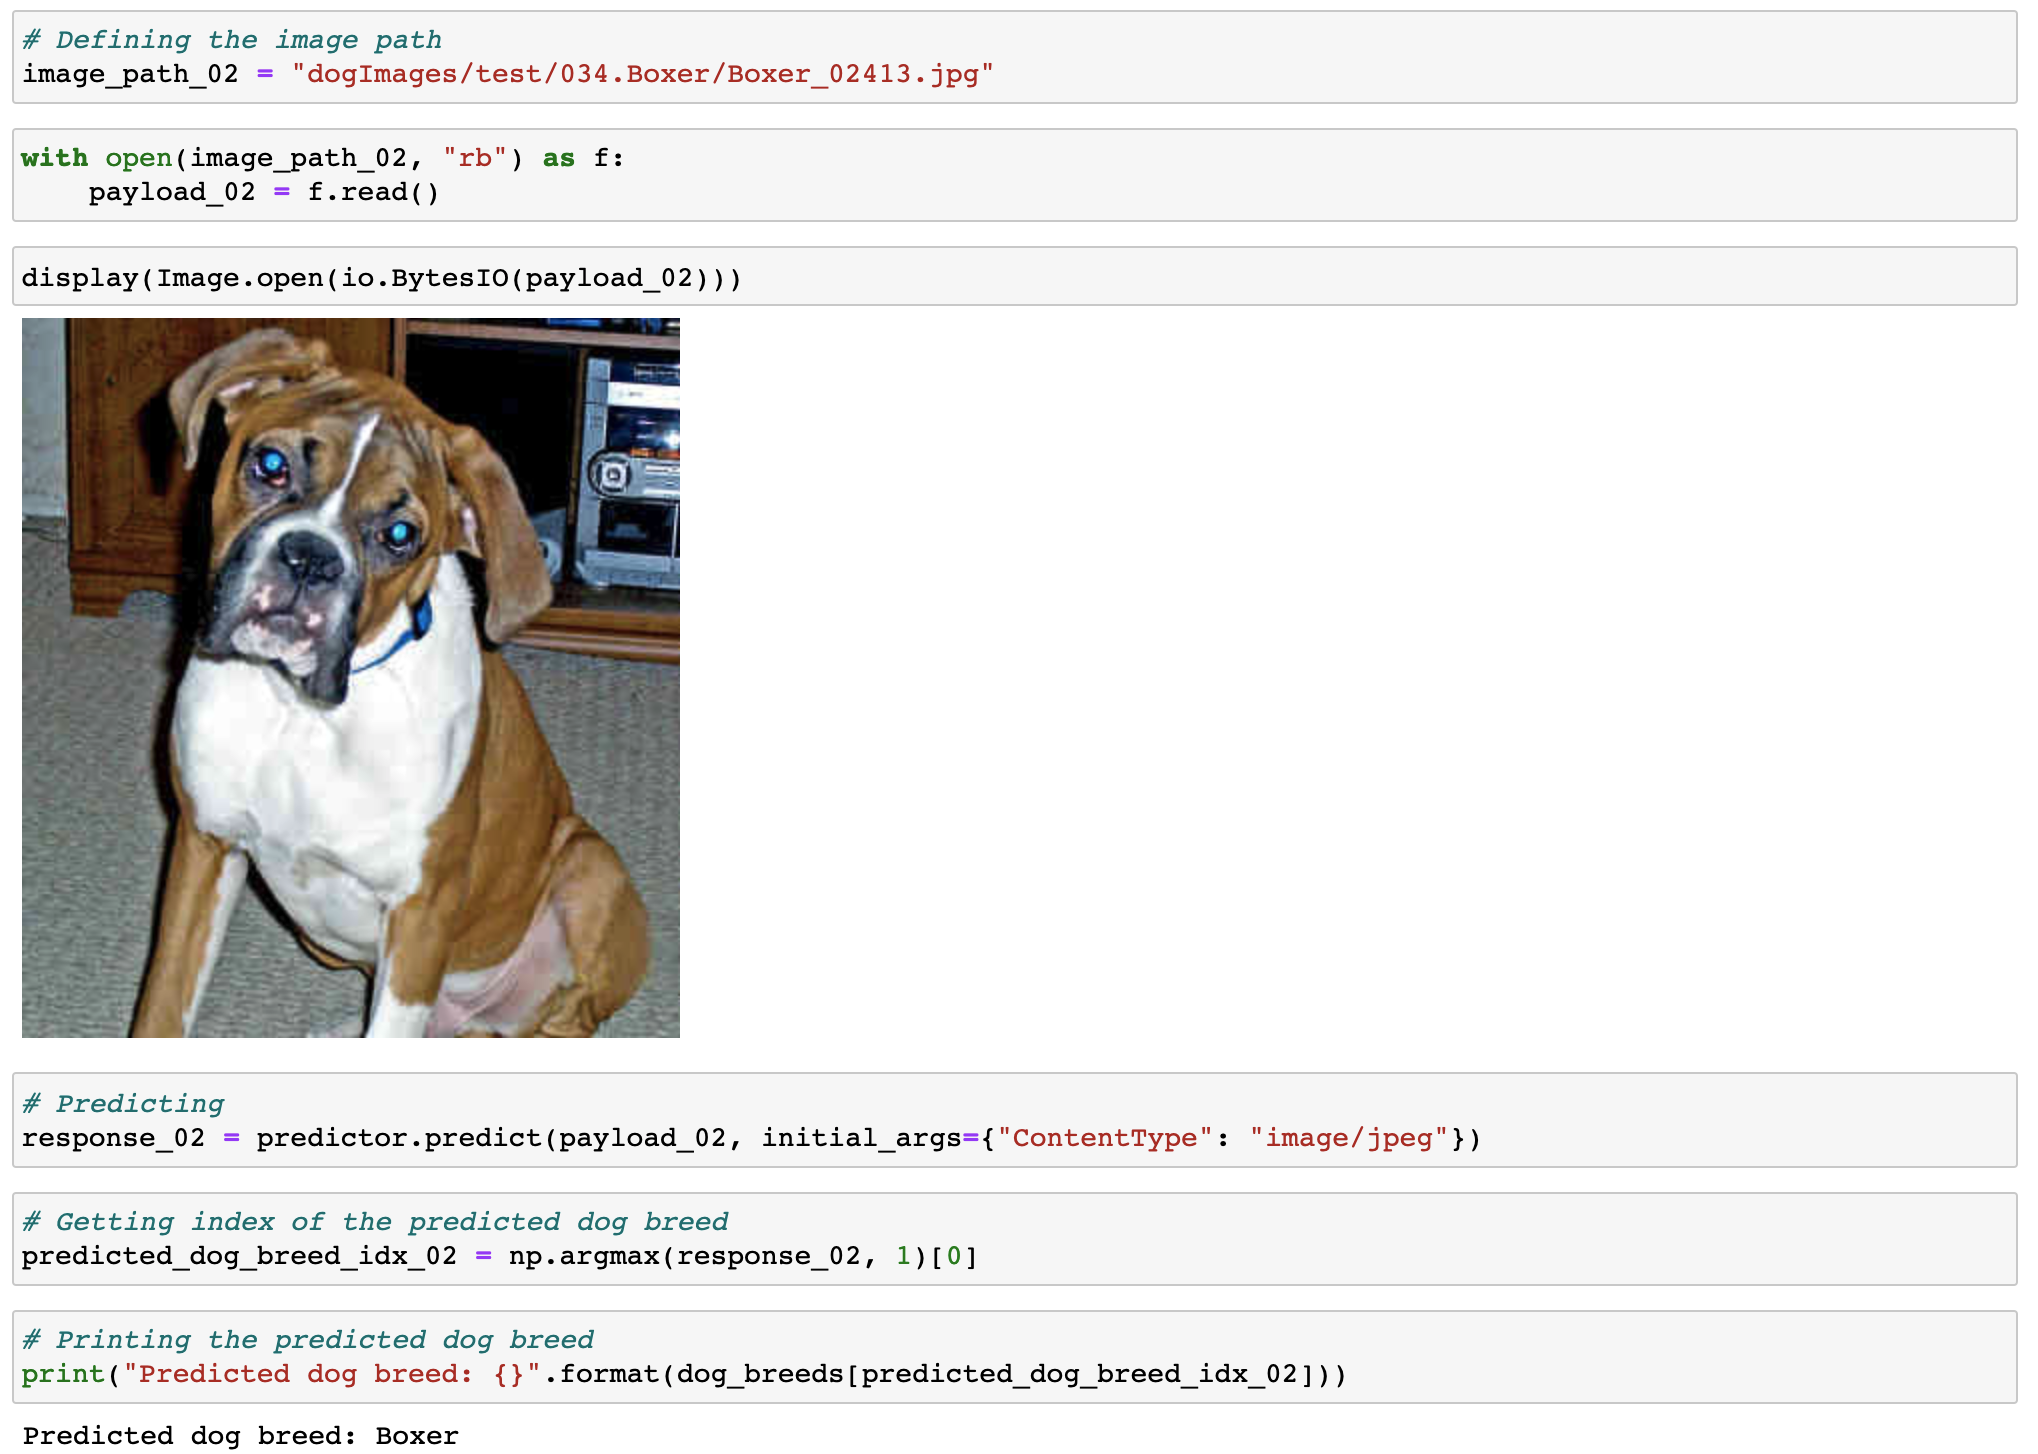 # Defining the image path
image_path_02 = "dogImages/test/034.Boxer/Boxer_02413.jpg"
with open(image_path_02, "rb") as f:
    payload_02 = f.read()
display(Image.open(io.BytesIO(payload_02)))
# Predicting
response_02 = predictor.predict(payload_02, initial_args={"ContentType": "image/jpeg"})
# Getting index of the predicted dog breed
predicted_dog_breed_idx_02 = np.argmax(response_02, 1)[0]
# Printing the predicted dog breed
print("Predicted dog breed: {}".format(dog_breeds[predicted_dog_breed_idx_02]))
Predicted dog breed: Boxer